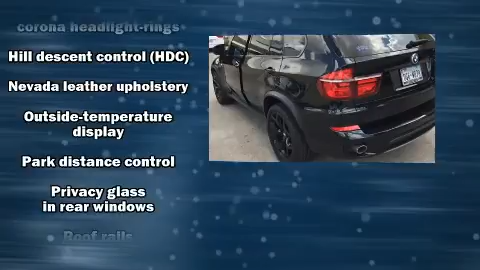 corona headlight-rings
Hill descent control (HDC)
Nevada leather upholstery
Outside-temperature
display
Park distance control
Privacy glass
in rear windows
Roof rails